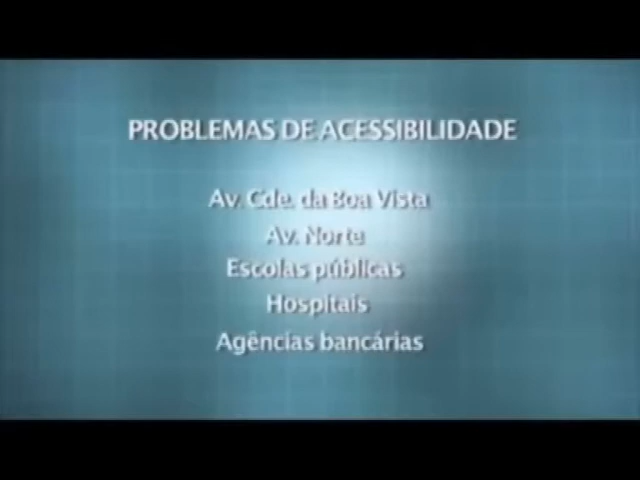 PROBLEMAS DE ACESSIBILIDADE
Av. Cde. da Boa Vista
Av. Norte
Escolas públicas
Hospitais
Agências bancárias